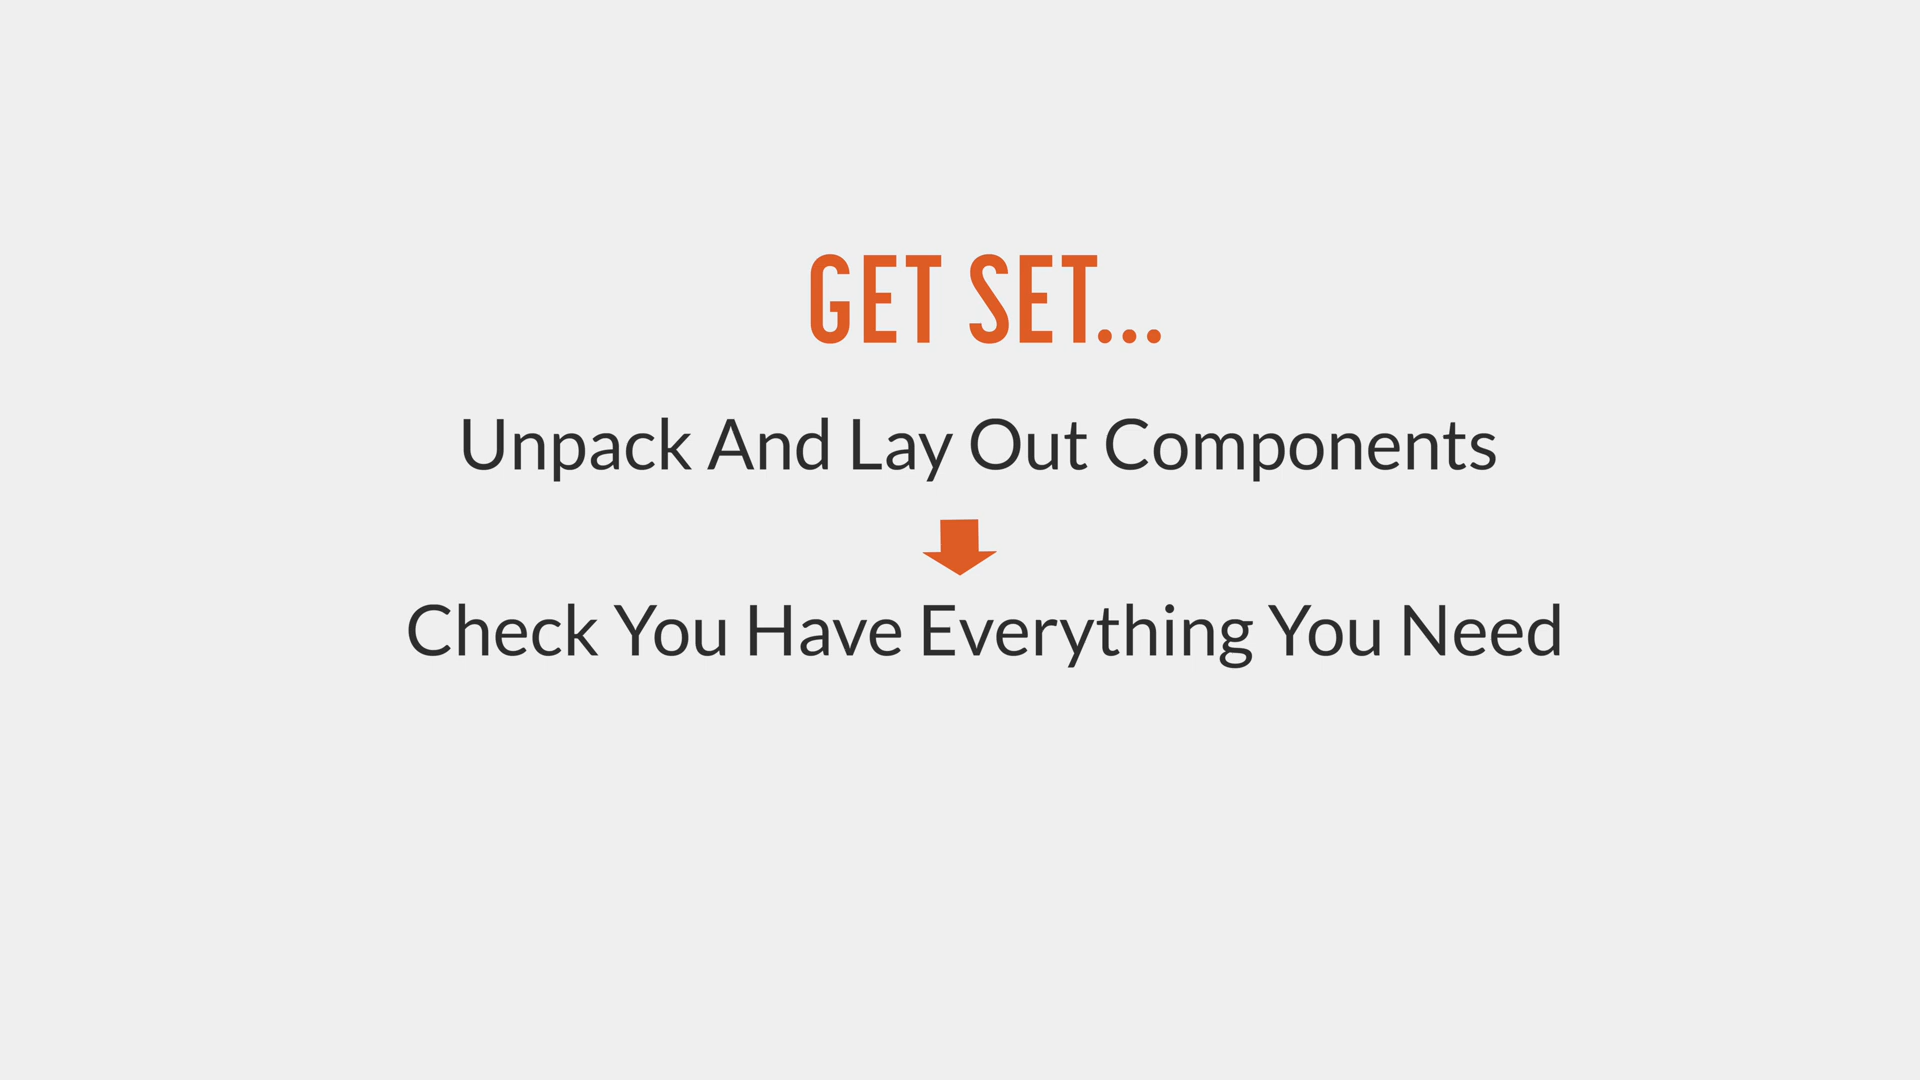 GET SET...
Unpack And Lay Out Components
Check You Have Everything You Need